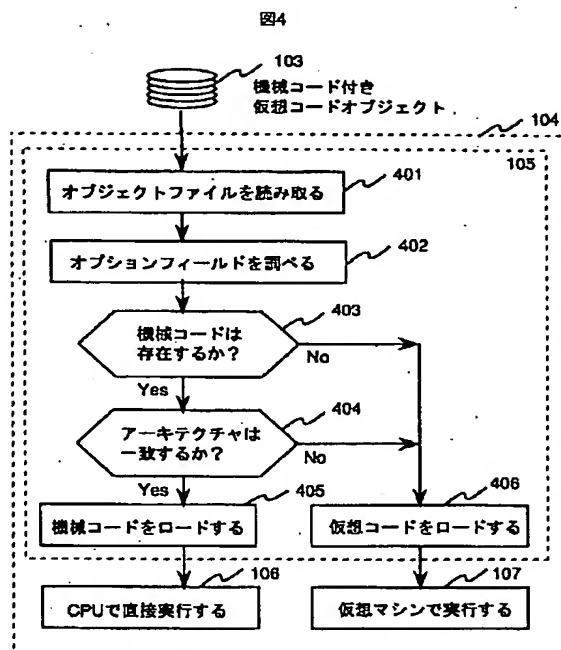 図4
103
機械コード付き
仮想コードオブジェクト
104
105
オブジェクトファイルを読み取る
401
オプションフィールドを調べる
402
機械コードは
存在するか?
403
No
Yes
アーキテクチャは
一致するか?
404
No
Yes
405
機械コードをロードする
406
仮想コードをロードする
106
CPUで直接実行する
107
仮想マシンで実行する